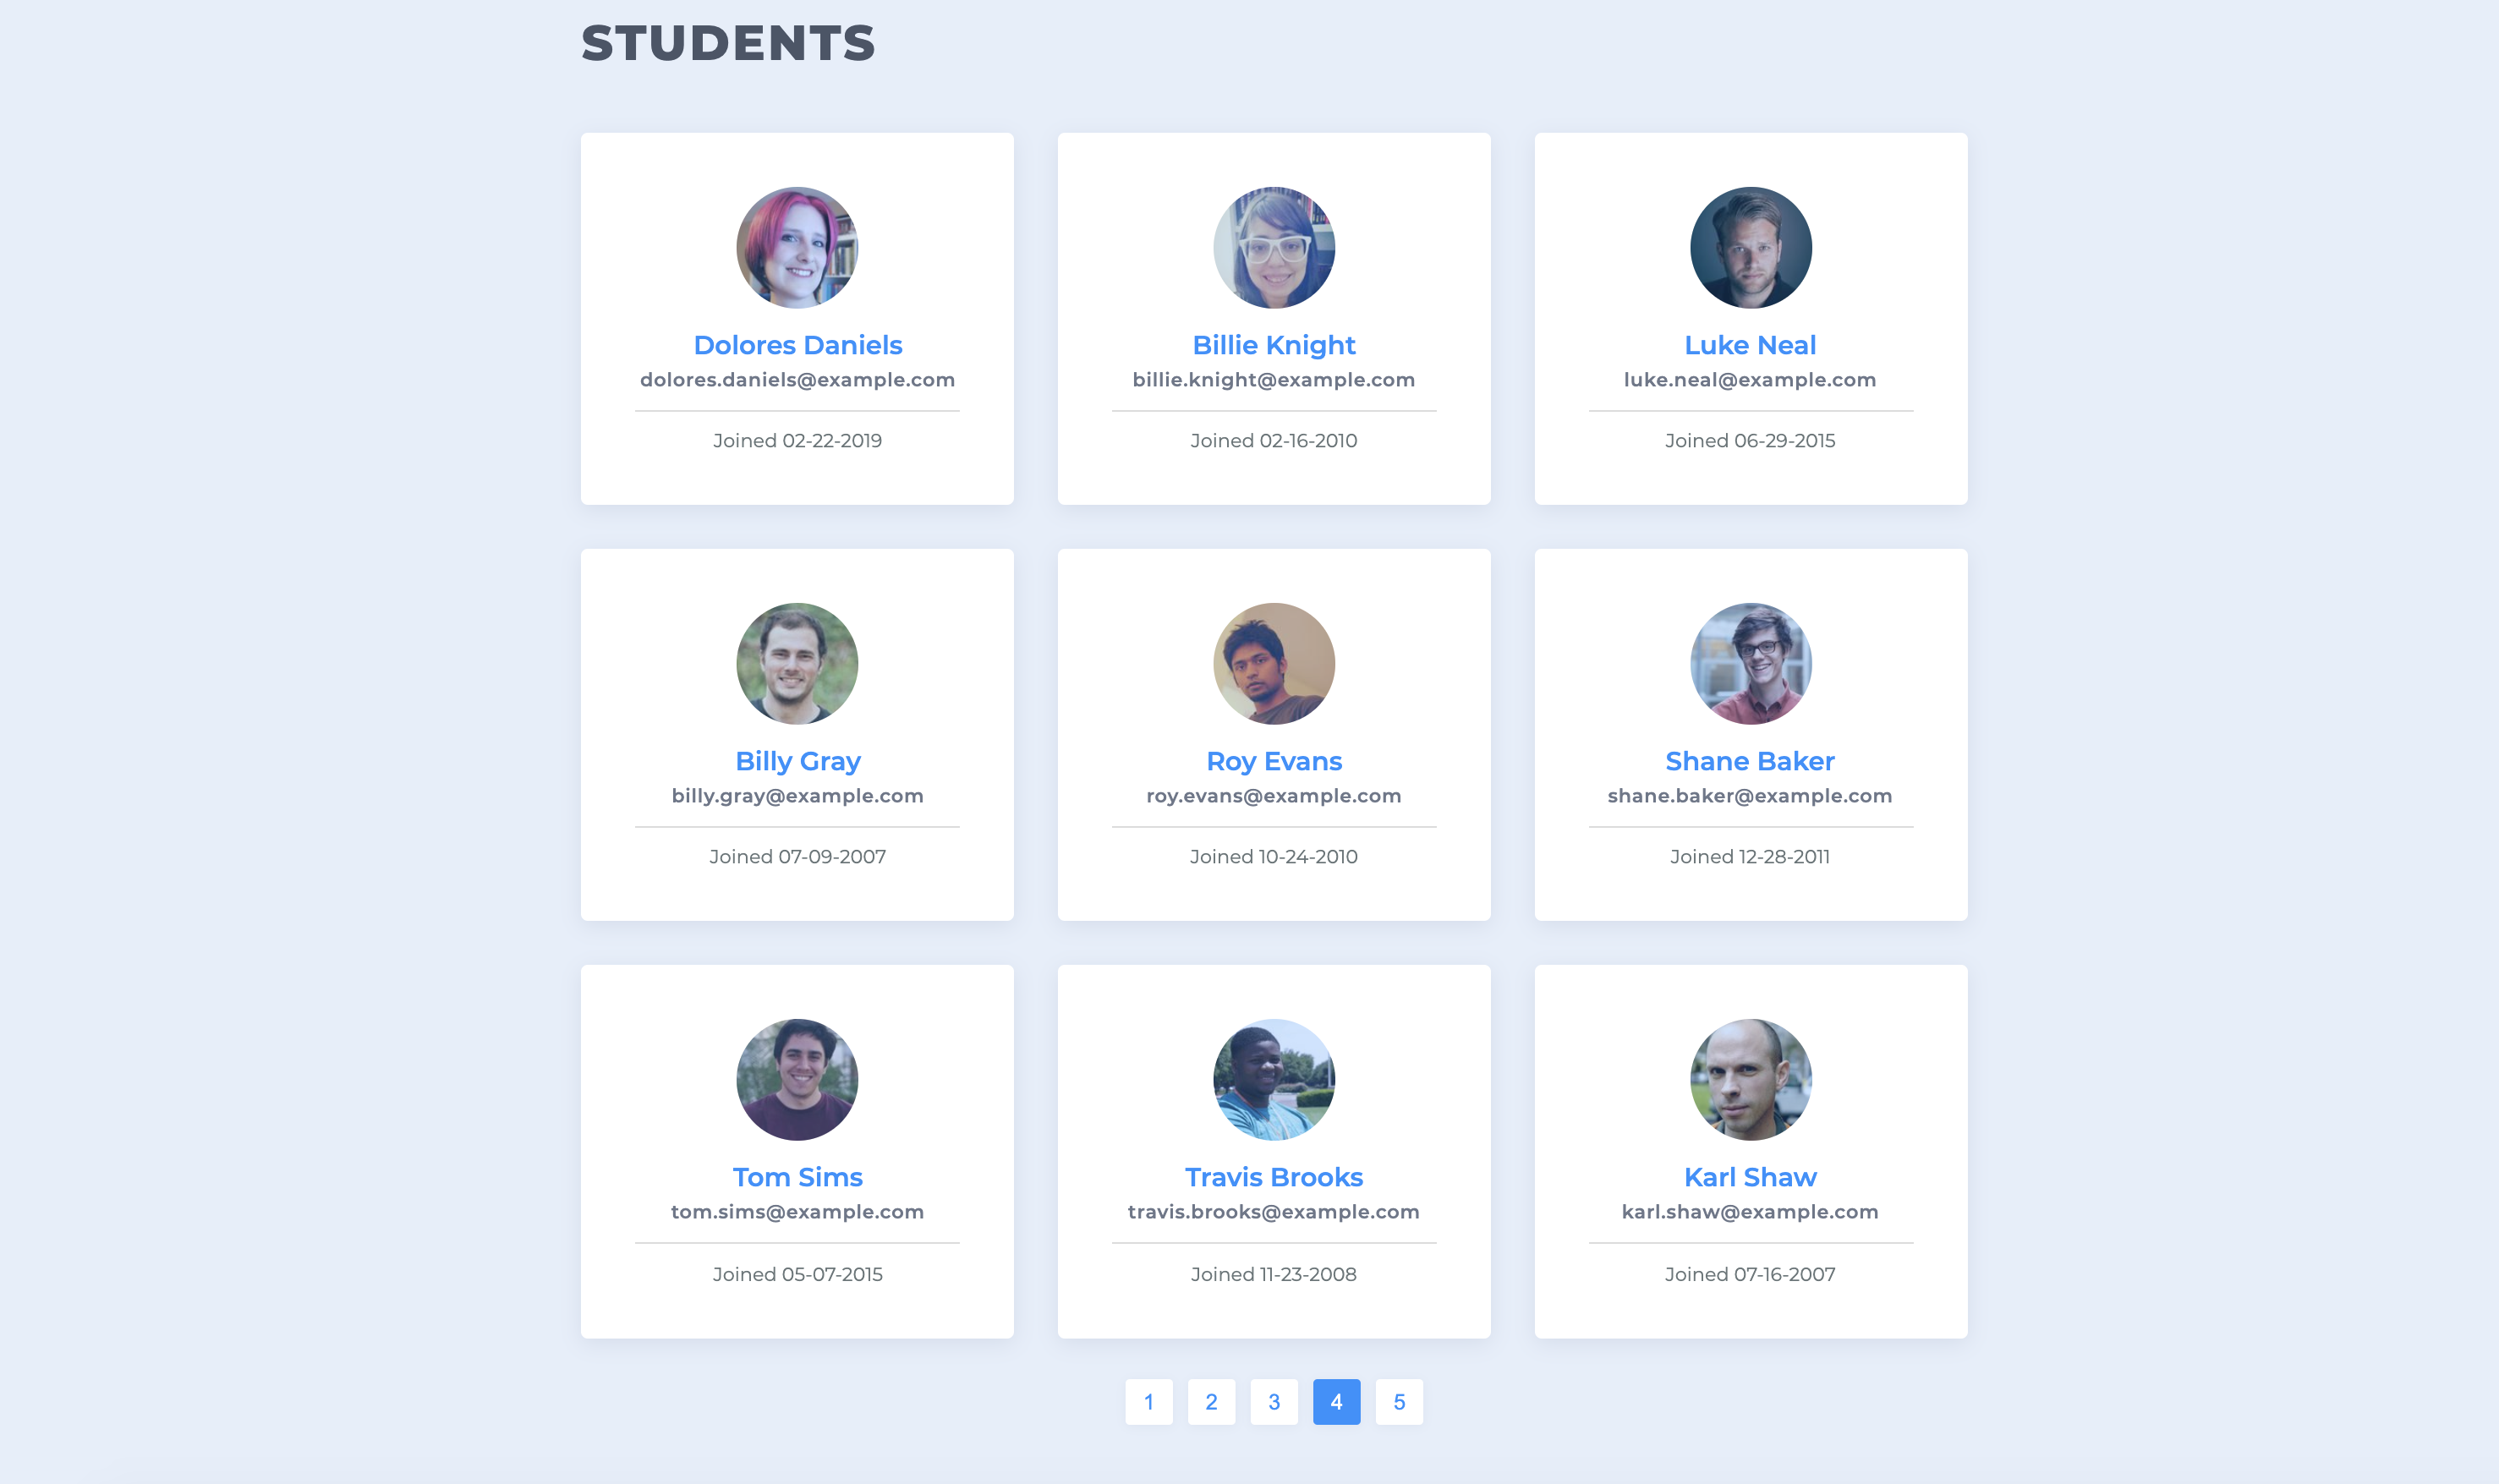 STUDENTS
Dolores Daniels
dolores.daniels@example.com
Joined 02-22-2019
Billie Knight
billie.knight@example.com
Joined 02-16-2010
Luke Neal
luke.neal@example.com
Joined 06-29-2015
Billy Gray
billy.gray@example.com
Joined 07-09-2007
Roy Evans
roy.evans@example.com
Joined 10-24-2010
Shane Baker
shane.baker@example.com
Joined 12-28-2011
Tom Sims
tom.sims@example.com
Joined 05-07-2015
Travis Brooks
travis.brooks@example.com
Joined 11-23-2008
Karl Shaw
karl.shaw@example.com
Joined 07-16-2007
1 2 3 4 5